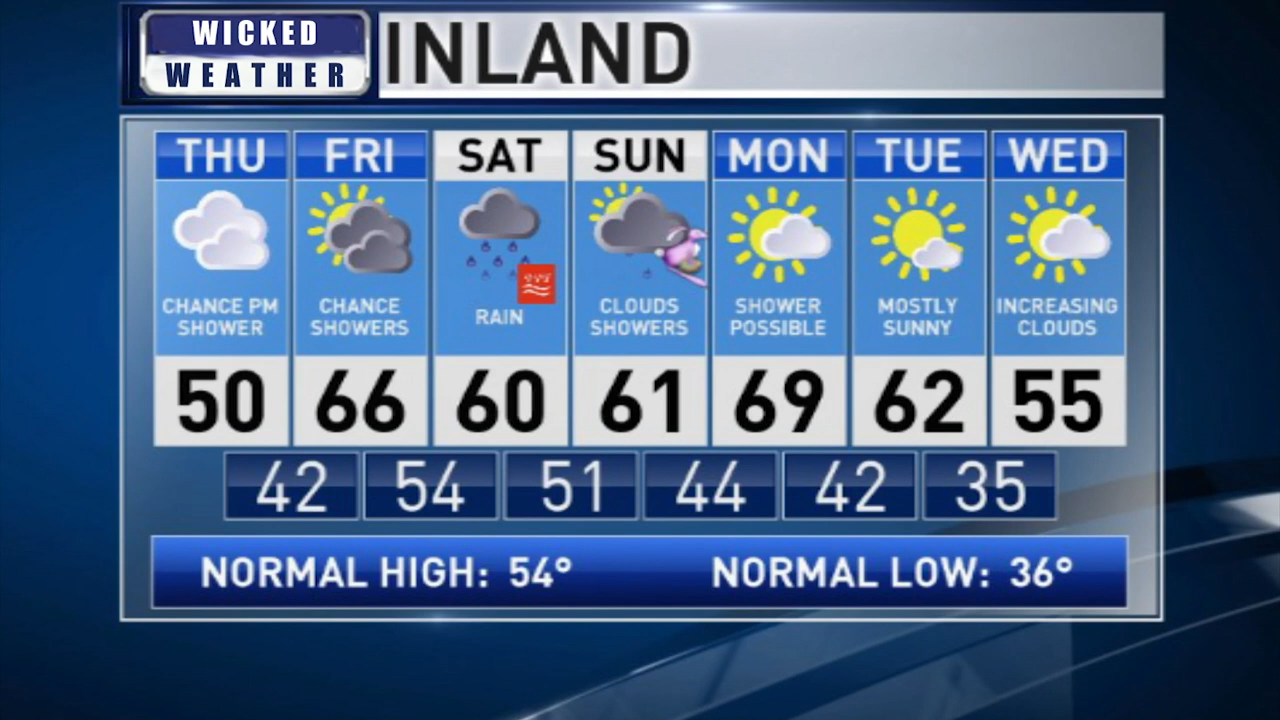 WICKED
WEATHER
INLAND
THU FRI SAT SUN MON TUE WED
CHANCE PM SHOWER
CHANCE SHOWERS
RAIN
CLOUDS SHOWERS
SHOWER POSSIBLE
MOSTLY SUNNY
INCREASING CLOUDS
50 66 60 61 69 62 55
42 54 51 44 42 35
NORMAL HIGH: 54° NORMAL LOW: 36°